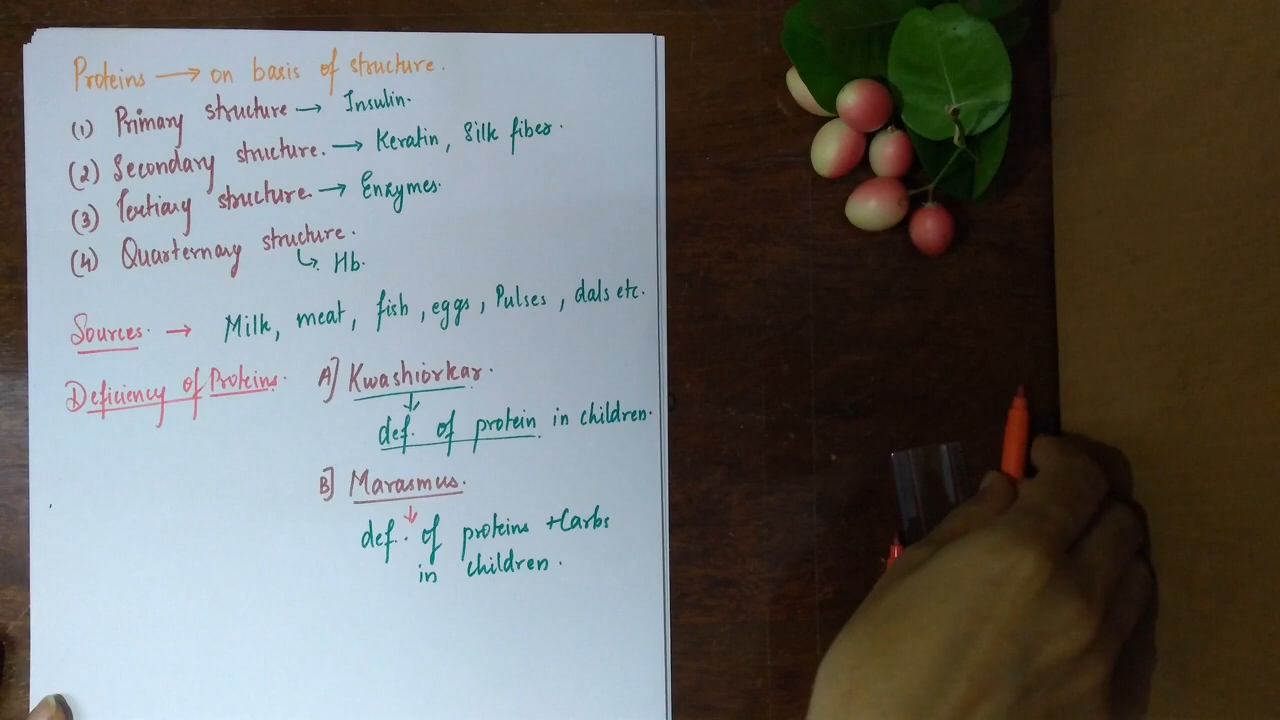 Proteins → on basis of structure.
(1) Primary structure → Insulin.
(2) Secondary structure. → Keratin, Silk fiber.
(3) Tertiary structure → Enzymes.
(4) Quarternary structure.
↳ Hb.
Sources. → Milk, meat, fish, eggs, Pulses, dals etc.
Deficiency of Proteins. A] Kwashiorkar.
↓
def. of protein in children.
B] Marasmus.
↓
def. of proteins + Carbs
in children.